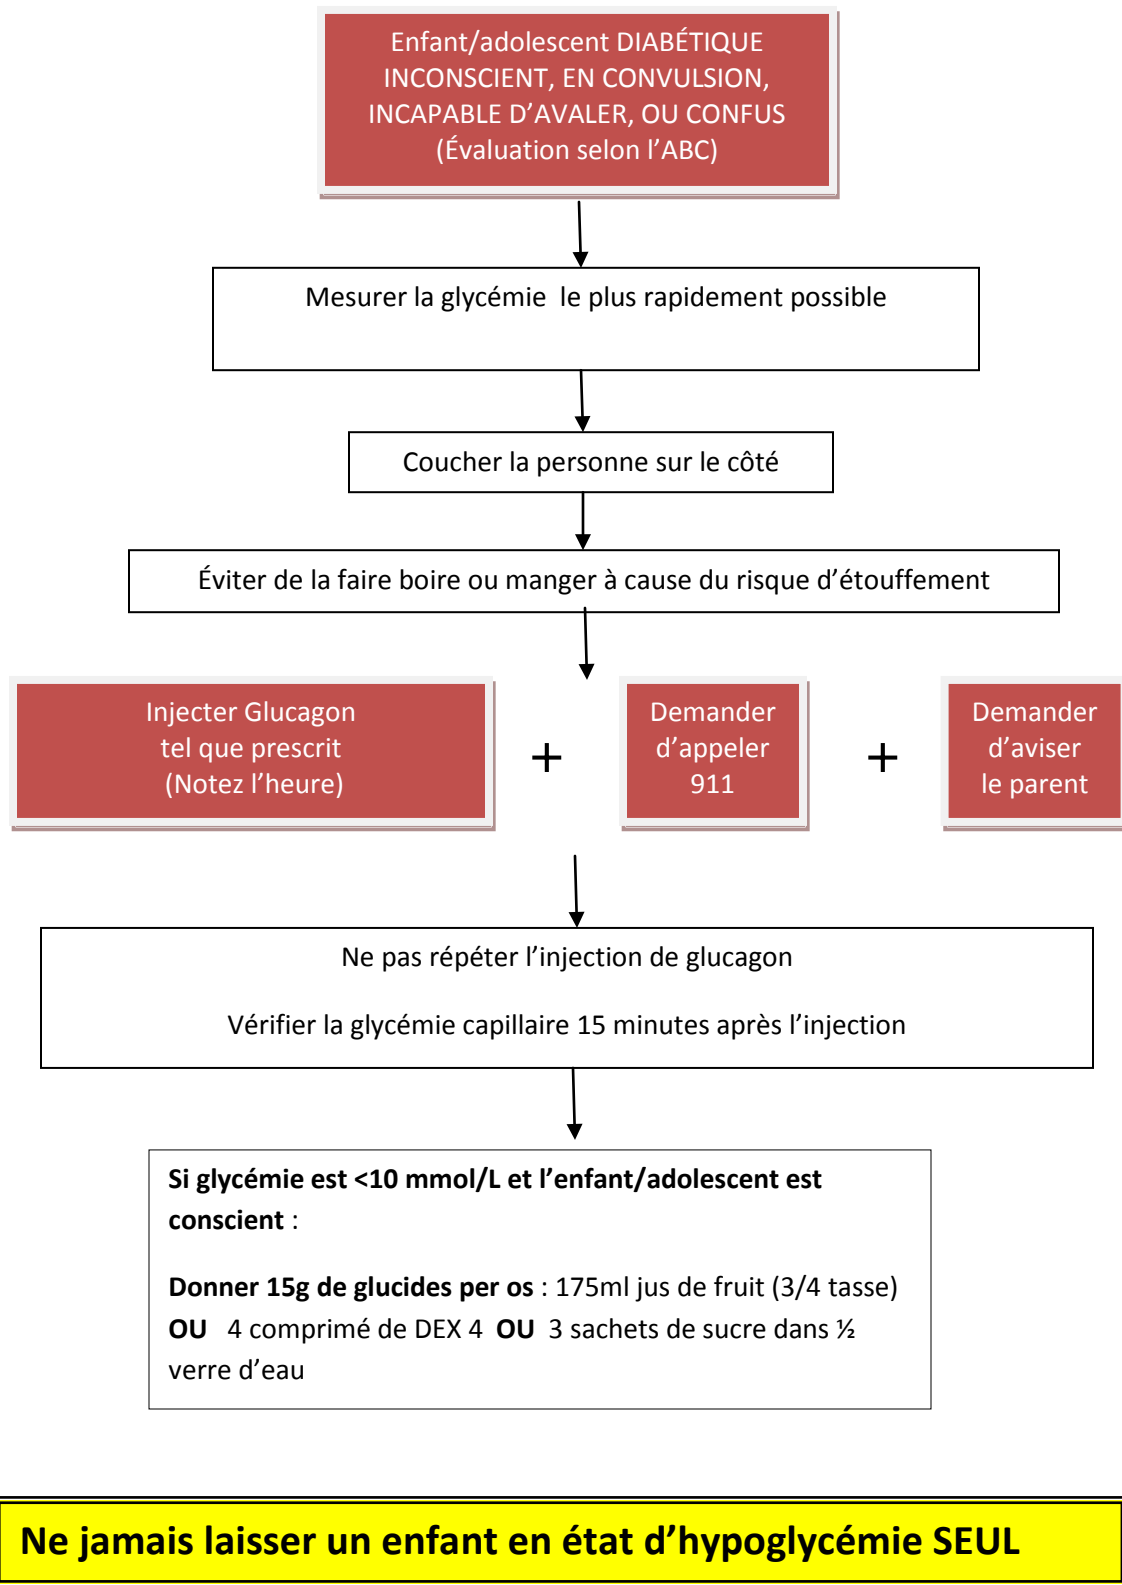 Enfant/adolescent DIABÉTIQUE
INCONSCIENT, EN CONVULSION,
INCAPABLE D’AVALER, OU CONFUS
(Évaluation selon l’ABC)
Mesurer la glycémie  le plus rapidement possible
Coucher la personne sur le côté
Éviter de la faire boire ou manger à cause du risque d’étouffement
Injecter Glucagon
tel que prescrit
(Notez l’heure)
+
Demander
d’appeler
911
+
Demander
d’aviser
le parent
Ne pas répéter l’injection de glucagon
Vérifier la glycémie capillaire 15 minutes après l’injection
Si glycémie est <10 mmol/L et l’enfant/adolescent est
conscient :
Donner 15g de glucides per os : 175ml jus de fruit (3/4 tasse)
OU   4 comprimé de DEX 4  OU  3 sachets de sucre dans ½
verre d’eau
Ne jamais laisser un enfant en état d’hypoglycémie SEUL